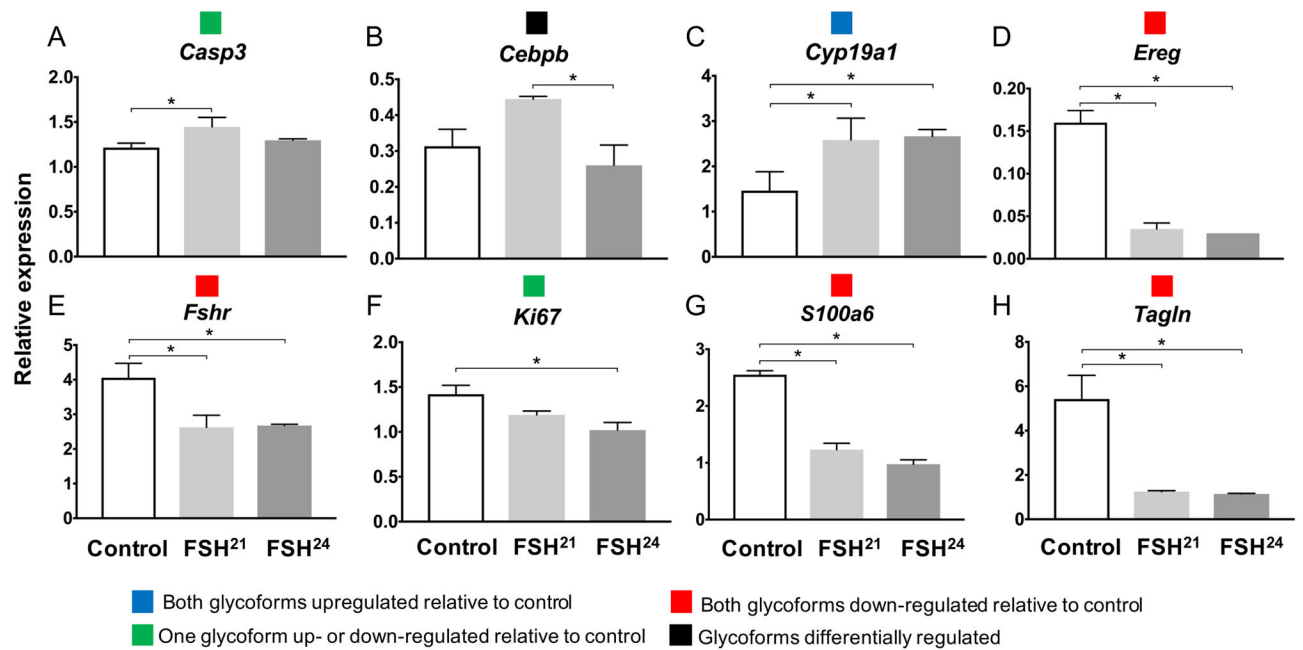 A
Casp3
B
Cebpb
C
Cyp19a1
D
Ereg
Relative expression
2.0
1.5
1.0
0.5
0.0
*
0.5
0.4
0.3
0.2
0.1
0.0
*
4
3
2
1
0
*
*
0.20
0.15
0.10
0.05
0.00
*
*
E
Fshr
F
Ki67
G
S100a6
H
Tagln
5
4
3
2
1
0
*
*
2.0
1.5
1.0
0.5
0.0
*
3
2
1
0
*
*
8
6
4
2
0
*
*
Control FSH21 FSH24
Control FSH21 FSH24
Control FSH21 FSH24
Control FSH21 FSH24
Both glycoforms upregulated relative to control
Both glycoforms down-regulated relative to control
One glycoform up- or down-regulated relative to control
Glycoforms differentially regulated